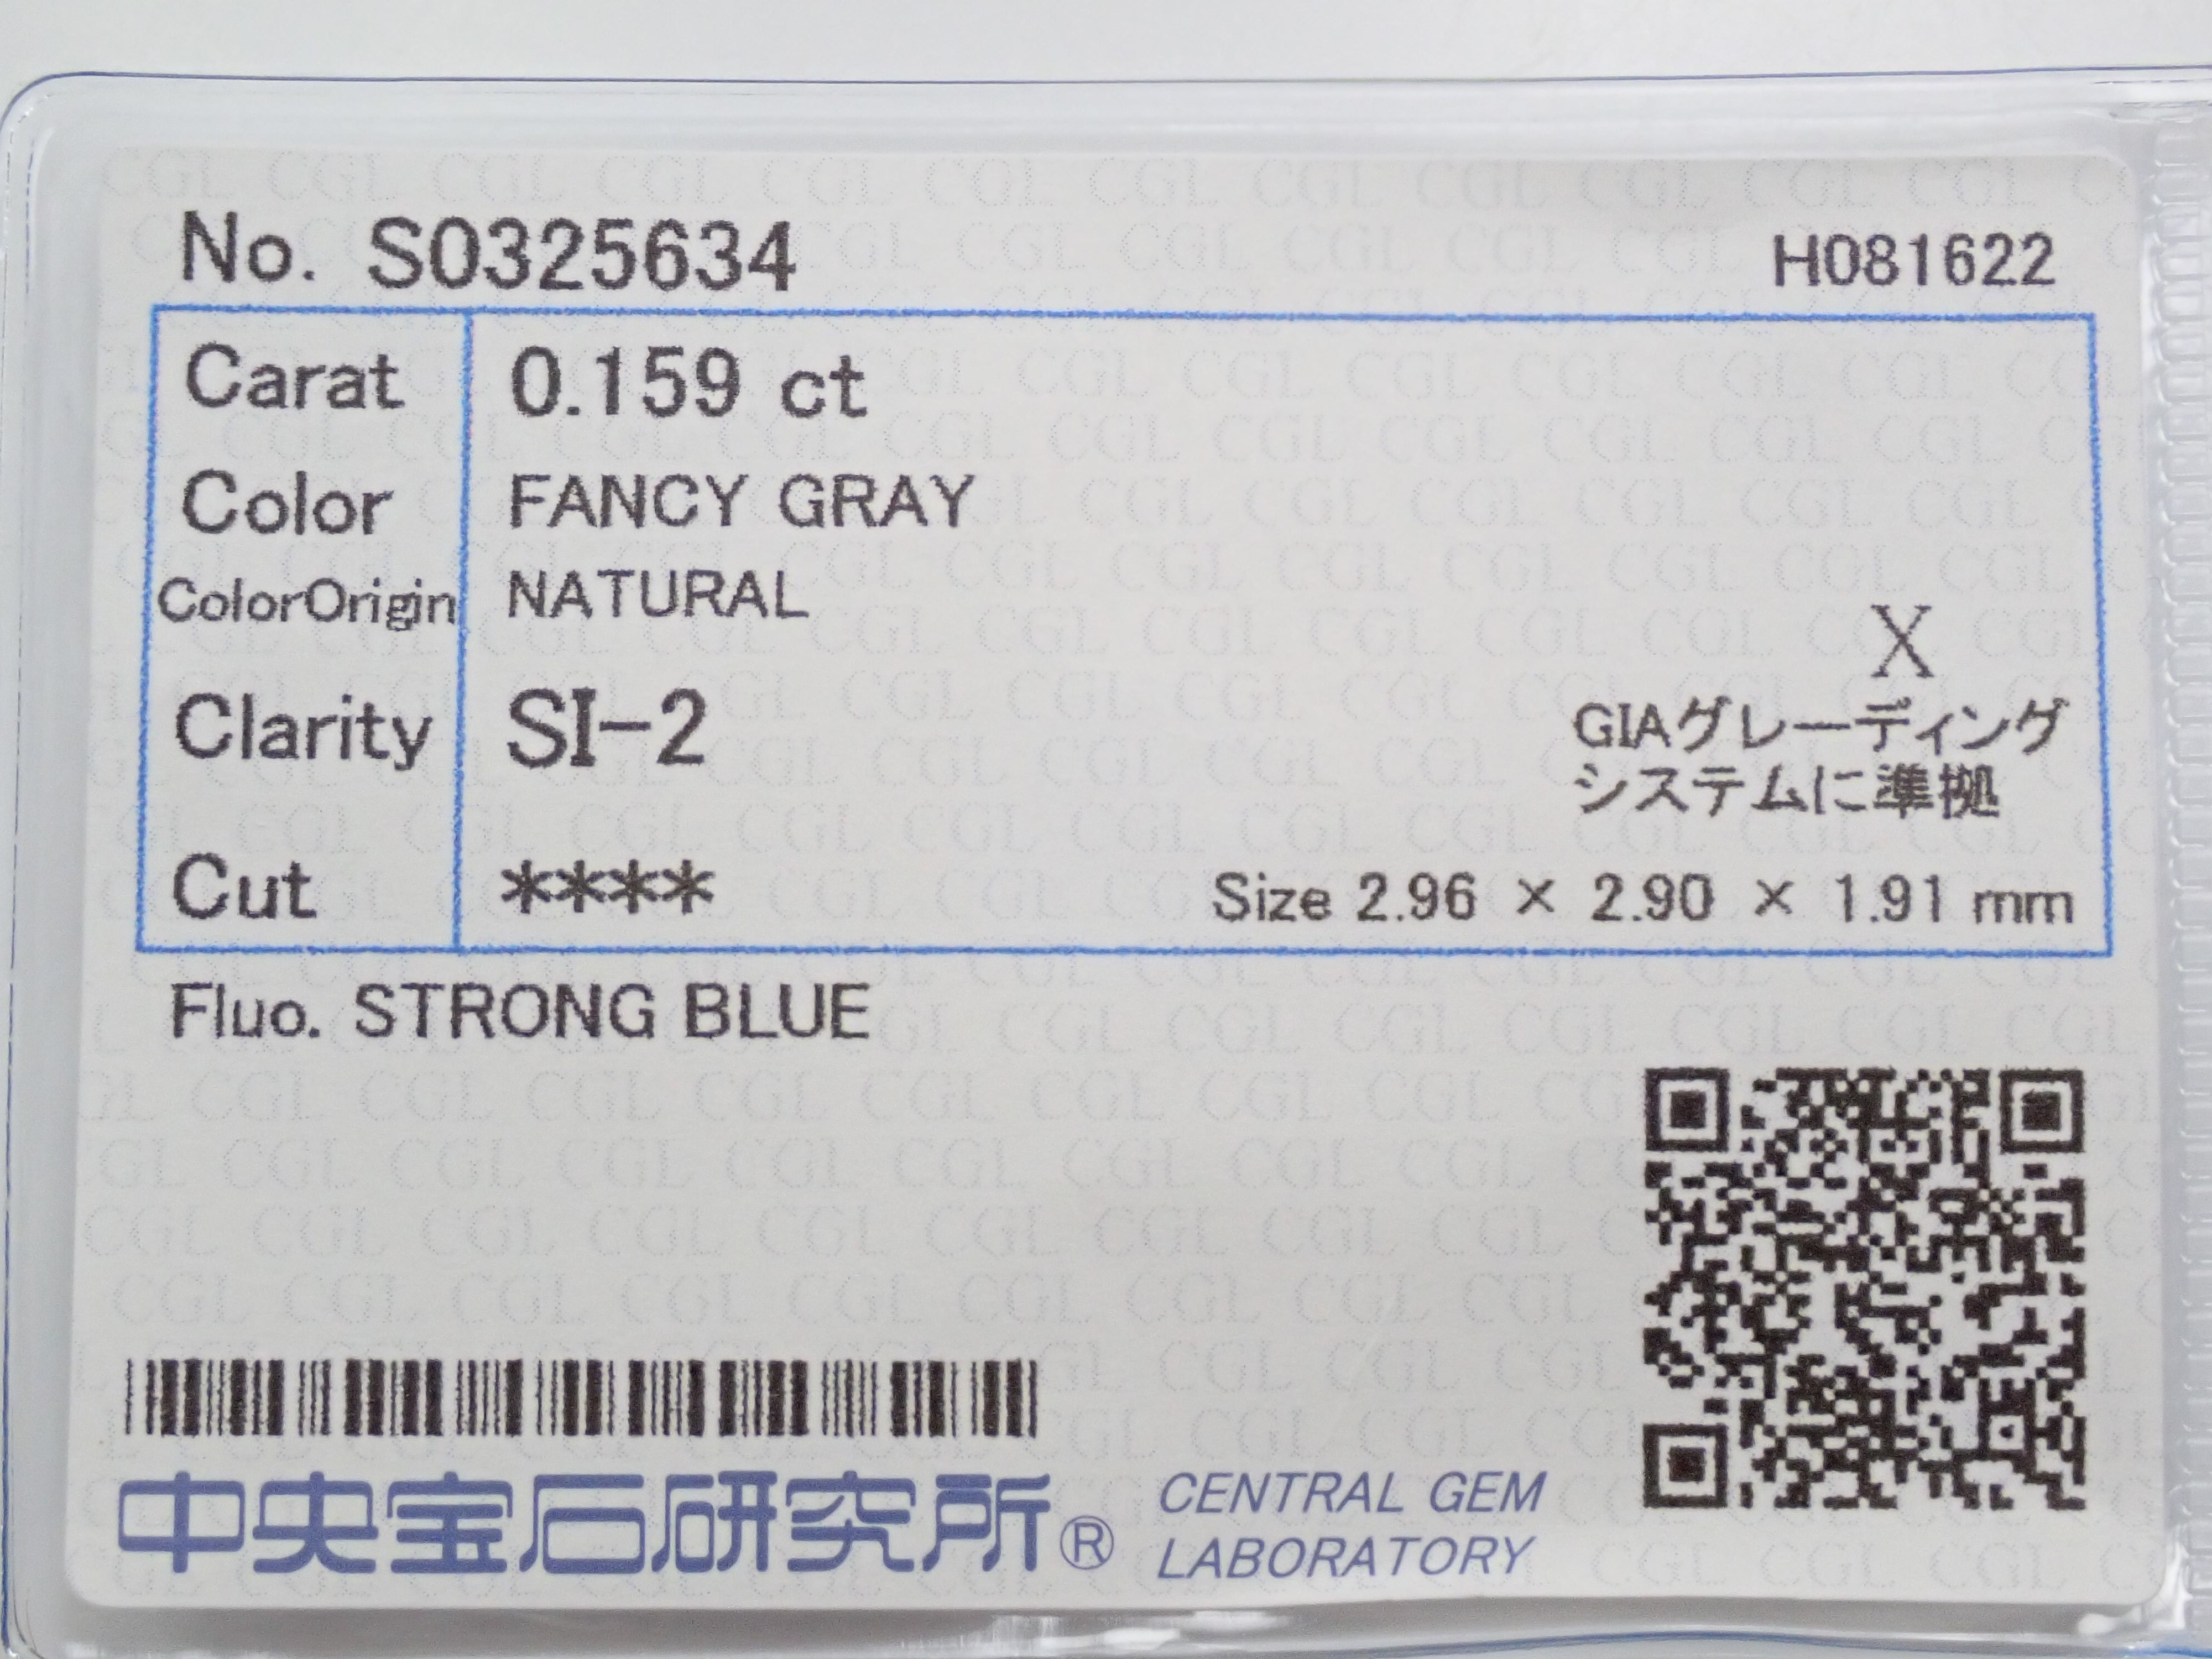 No. S0325634
H081622
Carat 0.159 ct
Color FANCY GRAY
ColorOrigin NATURAL
X
Clarity SI-2
GIAグレーディング
システムに準拠
Cut ****
Size 2.96 × 2.90 × 1.91 mm
Fluo. STRONG BLUE
中央宝石研究所®
CENTRAL GEM
LABORATORY